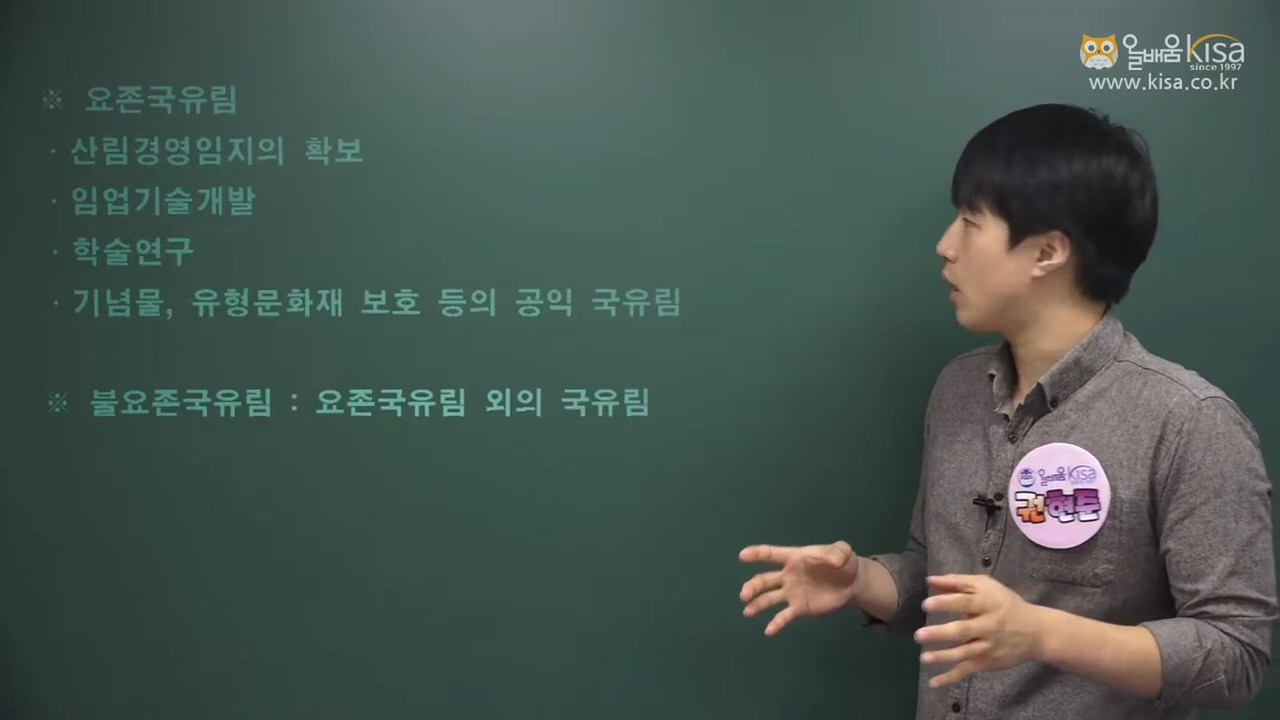 ※ 요존국유림
· 산림경영임지의 확보
· 임업기술개발
· 학술연구
· 기념물, 유형문화재 보호 등의 공익 국유림
※ 불요존국유림 : 요존국유림 외의 국유림
올배움kisa
since 1997
www.kisa.co.kr
올배움kisa
권현준